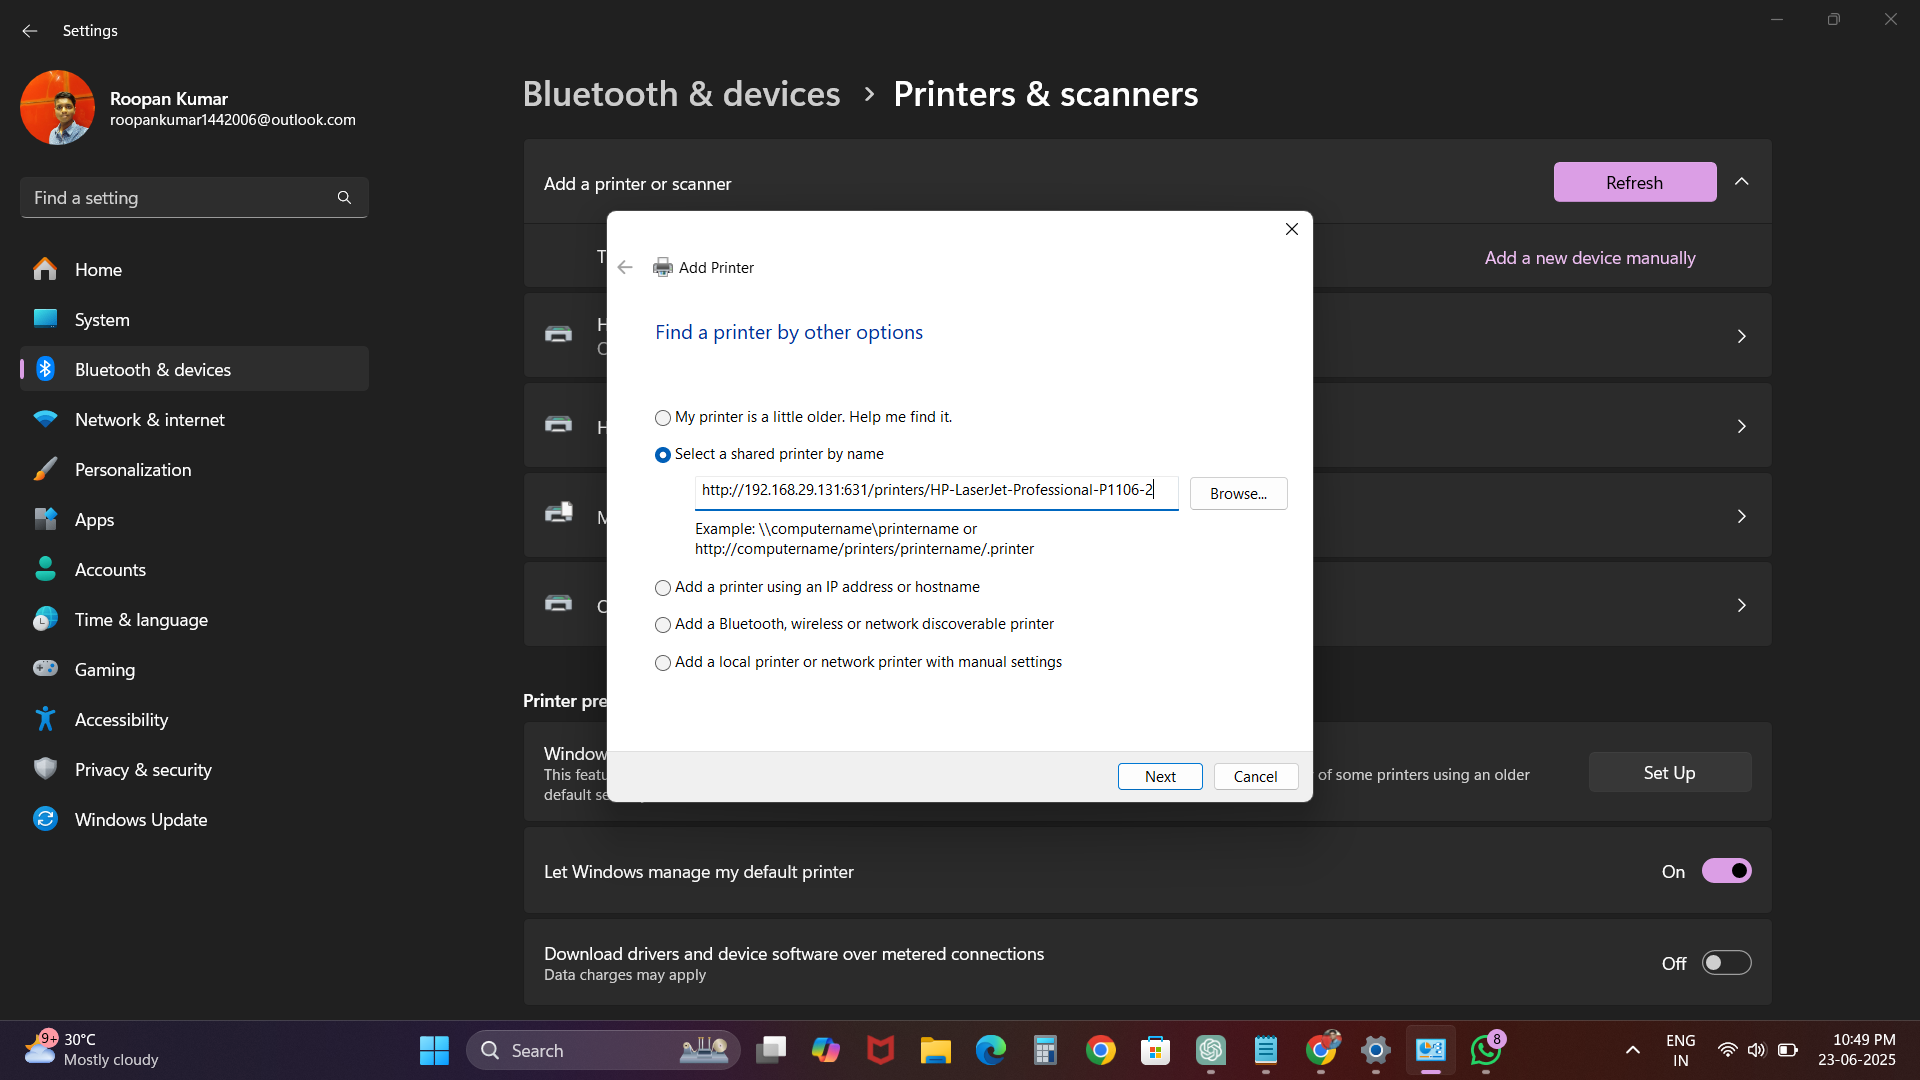 Settings
Roopan Kumar
roopankumar1442006@outlook.com
Find a setting
Home
System
Bluetooth & devices
Network & internet
Personalization
Apps
Accounts
Time & language
Gaming
Accessibility
Privacy & security
Windows Update
Bluetooth & devices > Printers & scanners
Add a printer or scanner
Refresh
T
Add a new device manually
H
C
H
M
C
Add Printer
Find a printer by other options
My printer is a little older. Help me find it.
Select a shared printer by name
http://192.168.29.131:631/printers/HP-LaserJet-Professional-P1106-2
Browse...
Example: \\computername\printername or
http://computername/printers/printername/.printer
Add a printer using an IP address or hostname
Add a Bluetooth, wireless or network discoverable printer
Add a local printer or network printer with manual settings
Next
Cancel
Printer pre
Window
This featu
of some printers using an older
default se
Set Up
Let Windows manage my default printer
On
Download drivers and device software over metered connections
Data charges may apply
Off
9+
30°C
Mostly cloudy
Search
8
ENG
IN
10:49 PM
23-06-2025